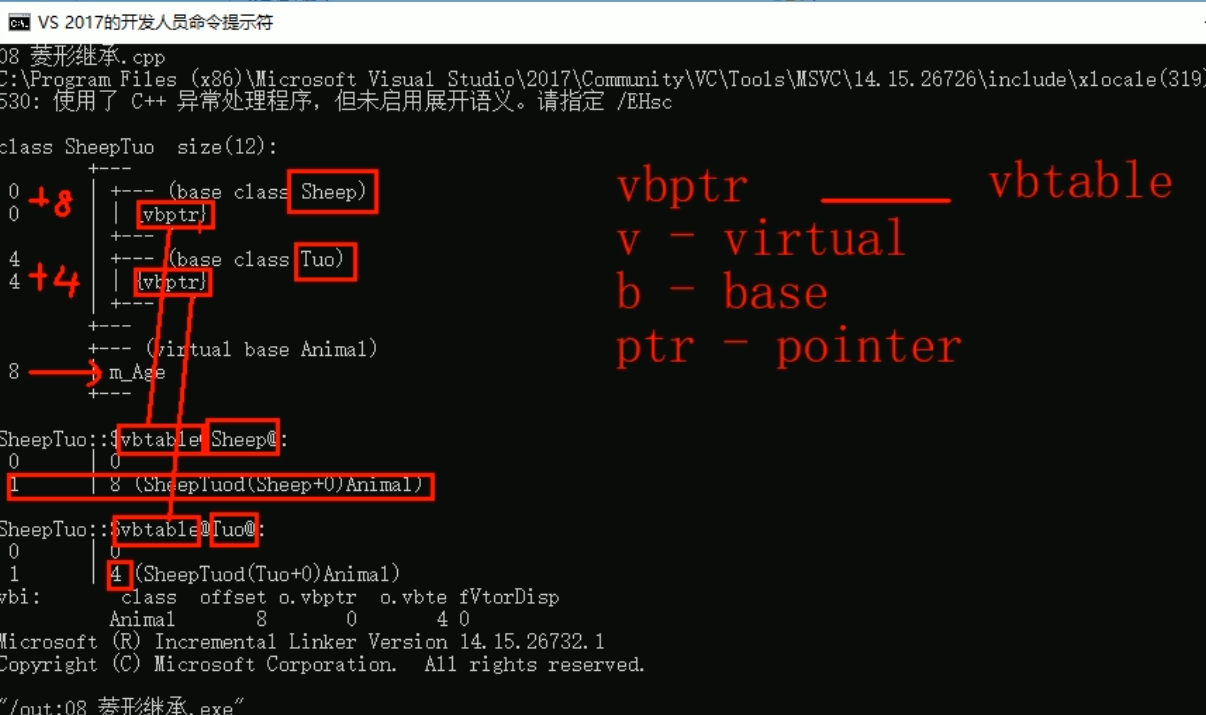 VS 2017的开发人员命令提示符
08 菱形继承.cpp
C:\Program Files (x86)\Microsoft Visual Studio\2017\Community\VC\Tools\MSVC\14.15.26726\include\xlocale(319)
530: 使用了 C++ 异常处理程序，但未启用展开语义。请指定 /EHsc
class SheepTuo  size(12):
+---
0 +8 | +--- (base class Sheep)
0 | | {vbptr}
| +---
4 +4 | +--- (base class Tuo)
4 | | {vbptr}
| +---
+---
+--- (virtual base Animal)
8 | m_Age
+---
vbptr ____ vbtable
v - virtual
b - base
ptr - pointer
SheepTuo::$vbtable@Sheep@:
0 | 0
1 | 8 (SheepTuod(Sheep+0)Animal)
SheepTuo::$vbtable@Tuo@:
0 | 0
1 | 4 (SheepTuod(Tuo+0)Animal)
vbi: class offset o.vbptr o.vbte fVtorDisp
Animal 8 0 4 0
Microsoft (R) Incremental Linker Version 14.15.26732.1
Copyright (C) Microsoft Corporation.  All rights reserved.
"/out:08 菱形继承.exe"